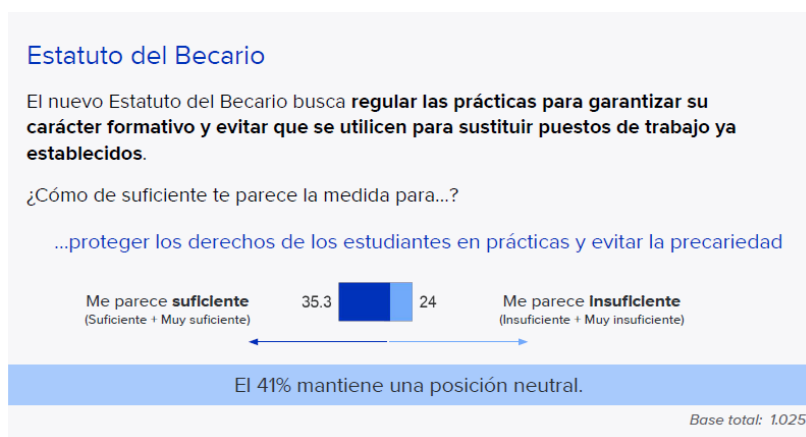 Estatuto del Becario
El nuevo Estatuto del Becario busca regular las prácticas para garantizar su
carácter formativo y evitar que se utilicen para sustituir puestos de trabajo ya
establecidos.
¿Cómo de suficiente te parece la medida para...?
...proteger los derechos de los estudiantes en prácticas y evitar la precariedad
Me parece suficiente 35.3 24 Me parece Insuficiente
(Suficiente + Muy suficiente) (Insuficiente + Muy insuficiente)
El 41% mantiene una posición neutral.
Base total: 1.025